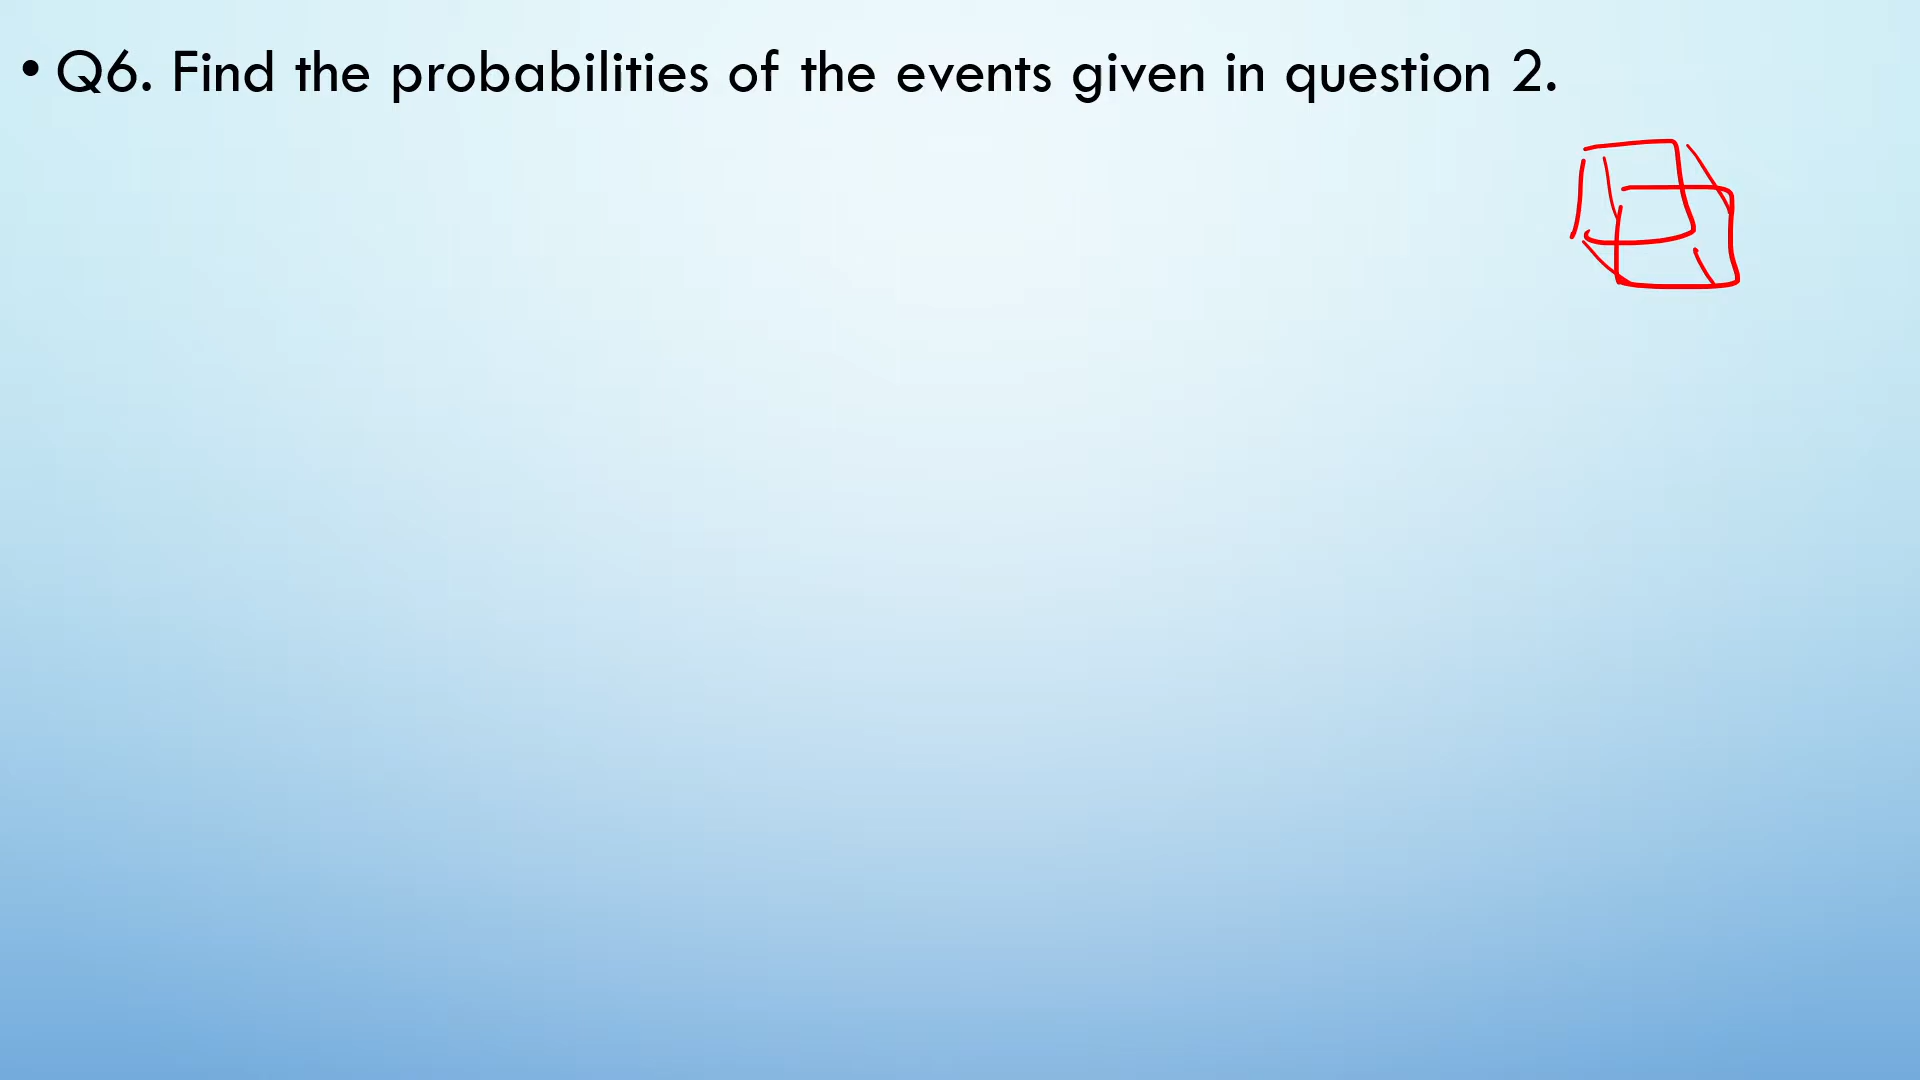 • Q6. Find the probabilities of the events given in question 2.